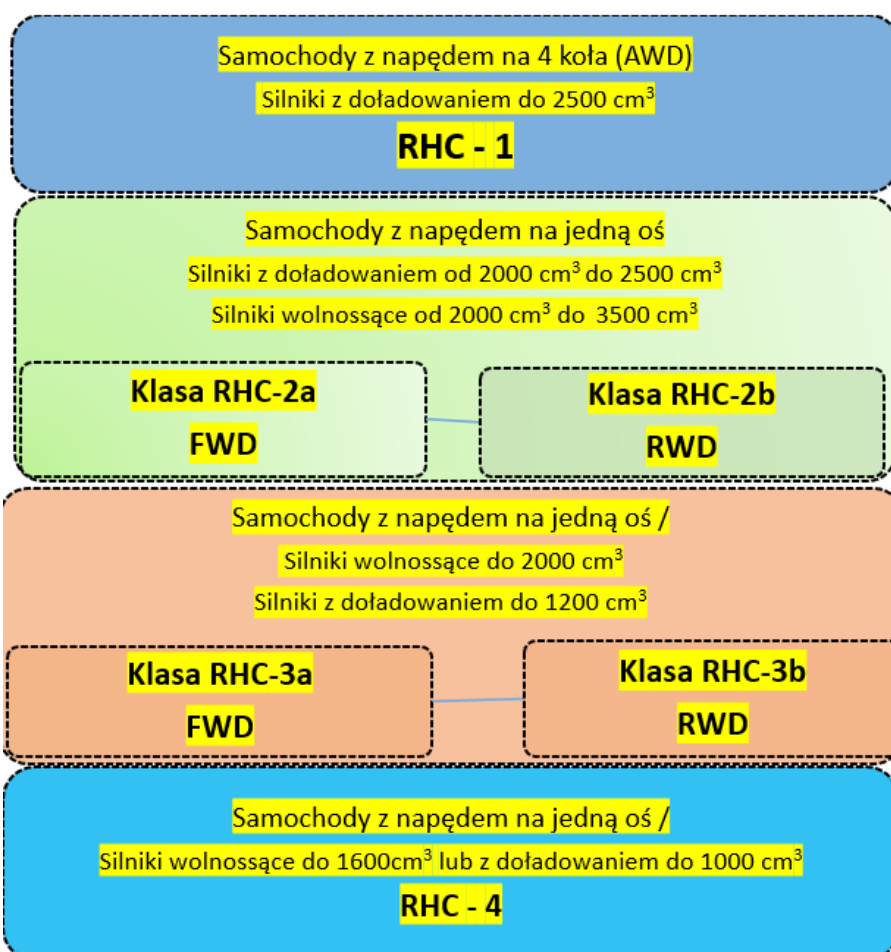 Samochody z napędem na 4 koła (AWD)
Silniki z doładowaniem do 2500 cm³
RHC - 1
Samochody z napędem na jedną oś
Silniki z doładowaniem od 2000 cm³ do 2500 cm³
Silniki wolnossące od 2000 cm³ do 3500 cm³
Klasa RHC-2a
FWD
Klasa RHC-2b
RWD
Samochody z napędem na jedną oś /
Silniki wolnossące do 2000 cm³
Silniki z doładowaniem do 1200 cm³
Klasa RHC-3a
FWD
Klasa RHC-3b
RWD
Samochody z napędem na jedną oś /
Silniki wolnossące do 1600cm³ lub z doładowaniem do 1000 cm³
RHC - 4